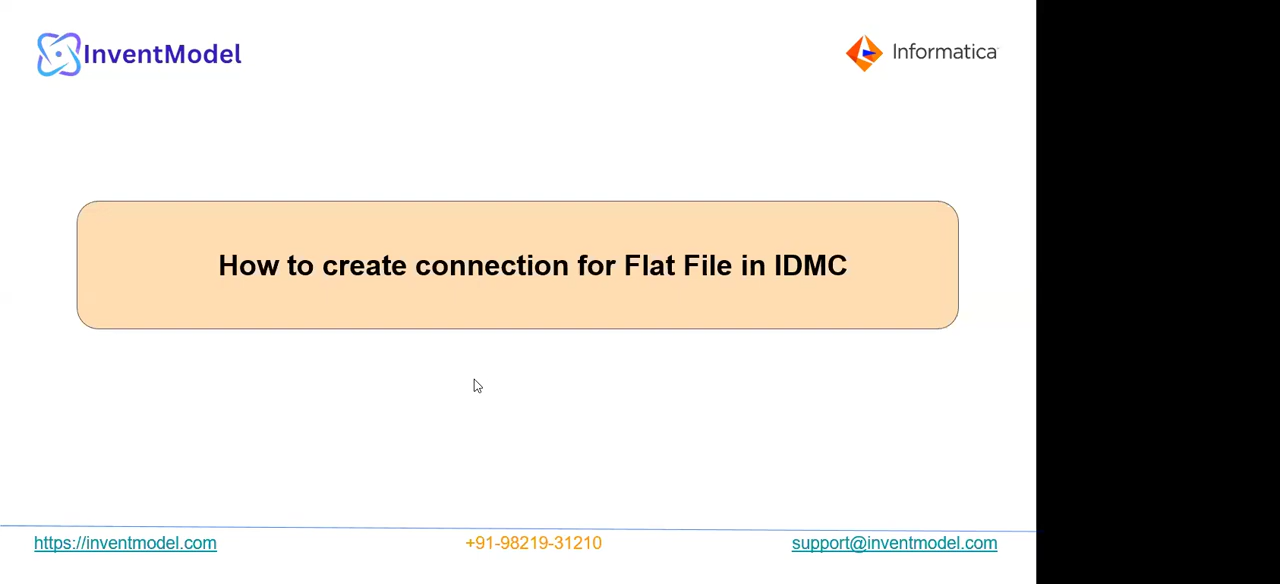 InventModel
Informatica
How to create connection for Flat File in IDMC
https://inventmodel.com
+91-98219-31210
support@inventmodel.com